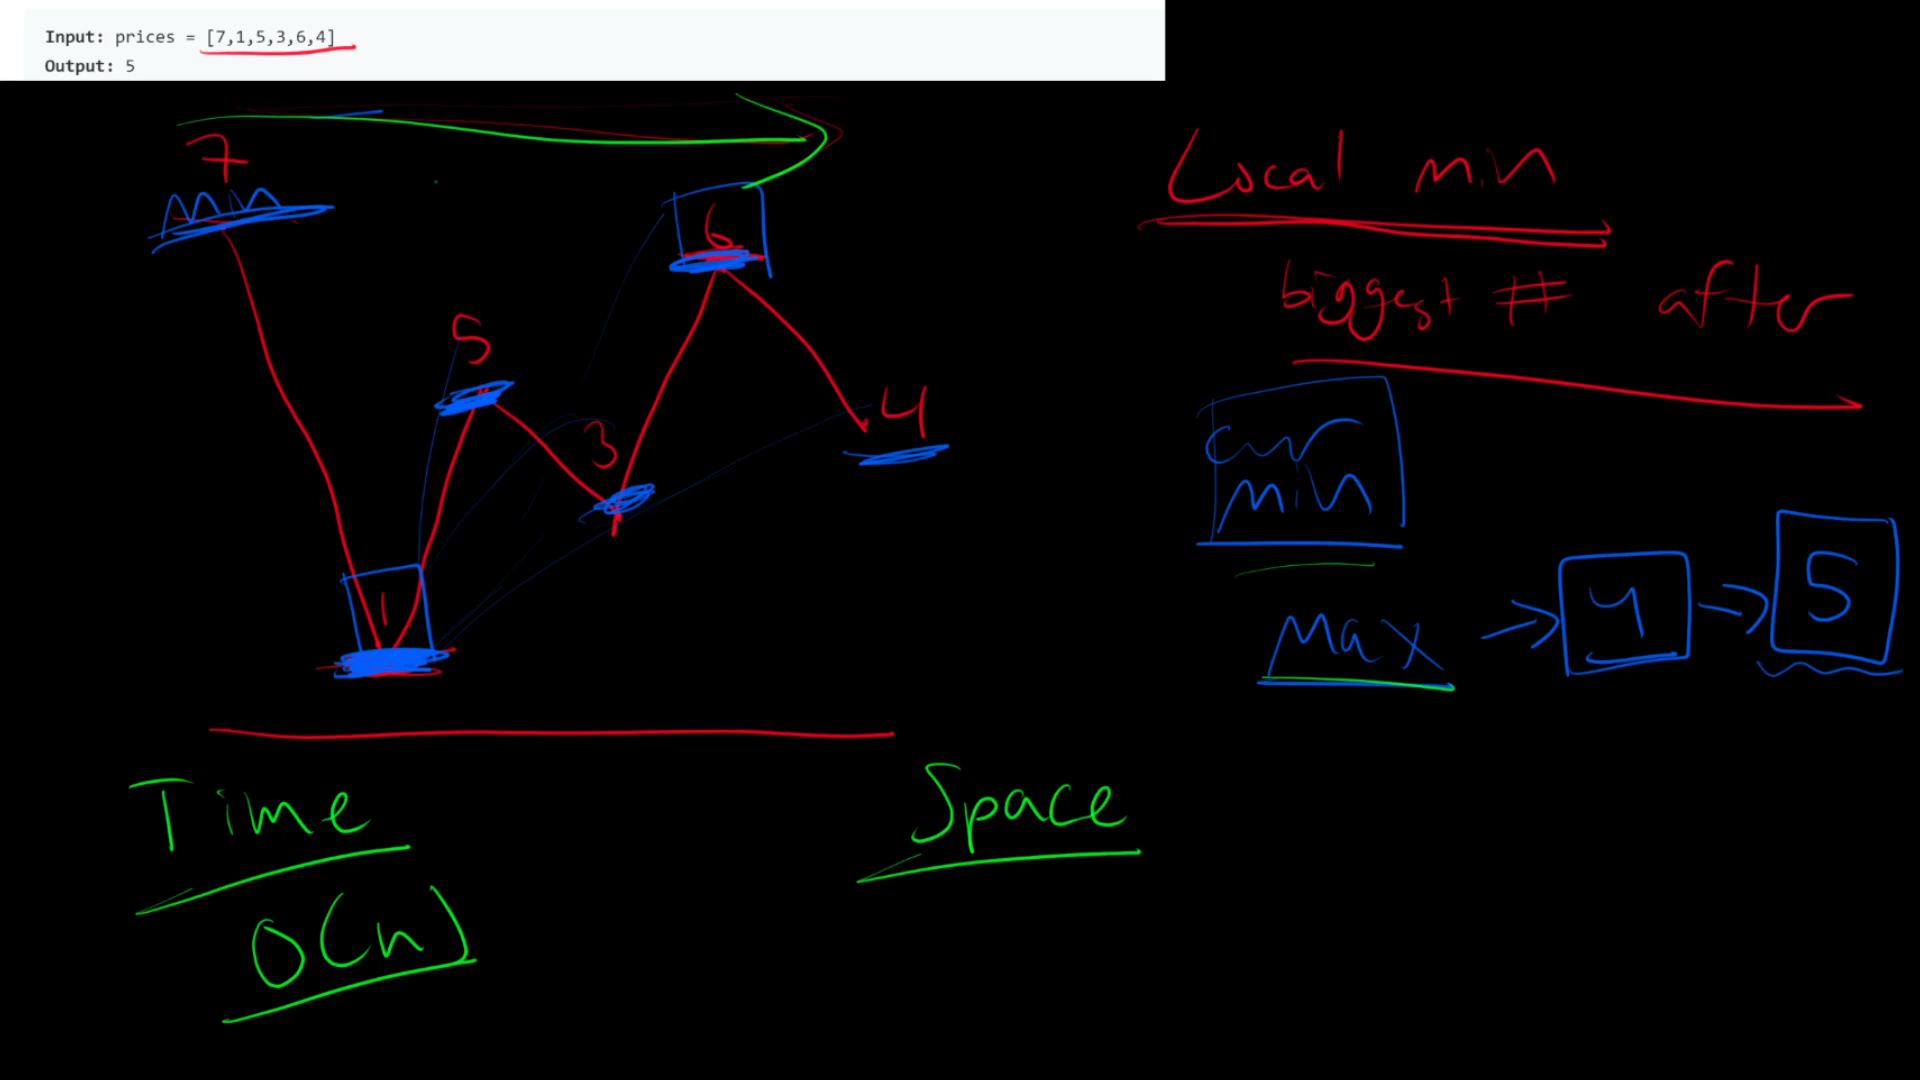 Input: prices = [7,1,5,3,6,4]
Output: 5
7
min
6
5
3
4
1
Local min
biggest # after
cur
min
max → 4 → 5
Time
Space
O(n)